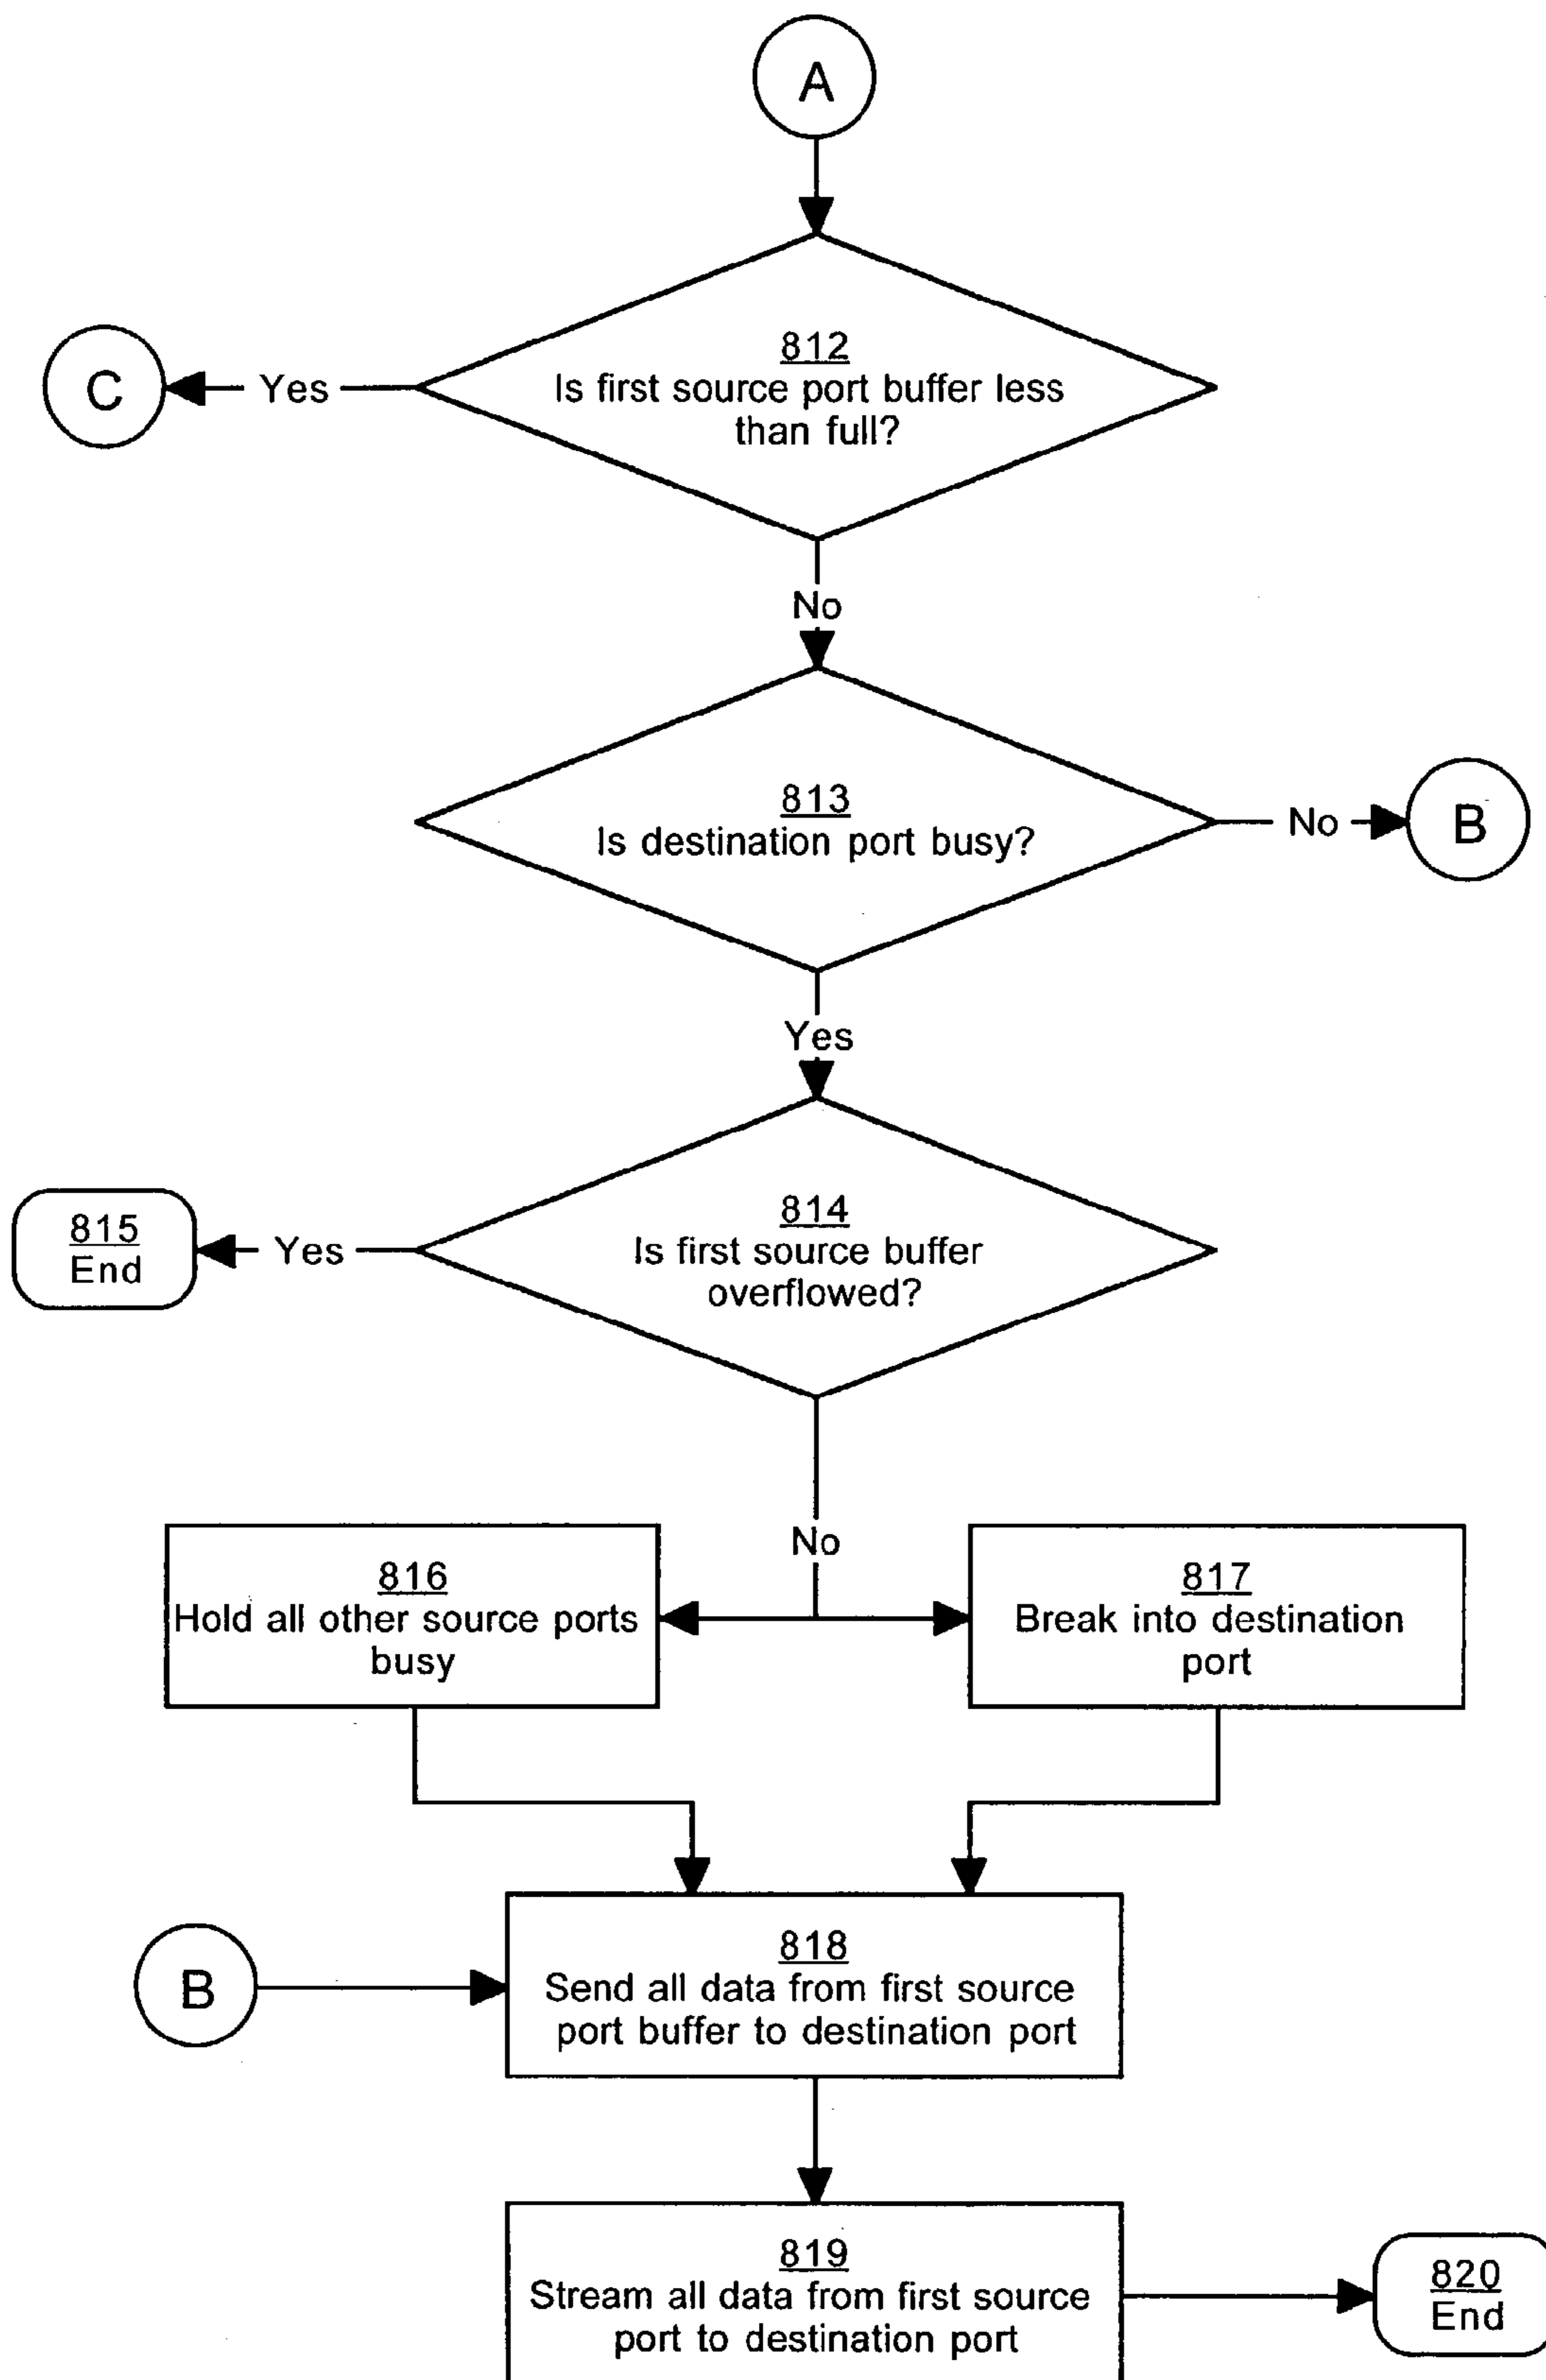 A
812
Is first source port buffer less
than full?
Yes
C
No
813
Is destination port busy?
No
B
Yes
814
Is first source buffer
overflowed?
Yes
815
End
No
816
Hold all other source ports
busy
817
Break into destination
port
B
818
Send all data from first source
port buffer to destination port
819
Stream all data from first source
port to destination port
820
End